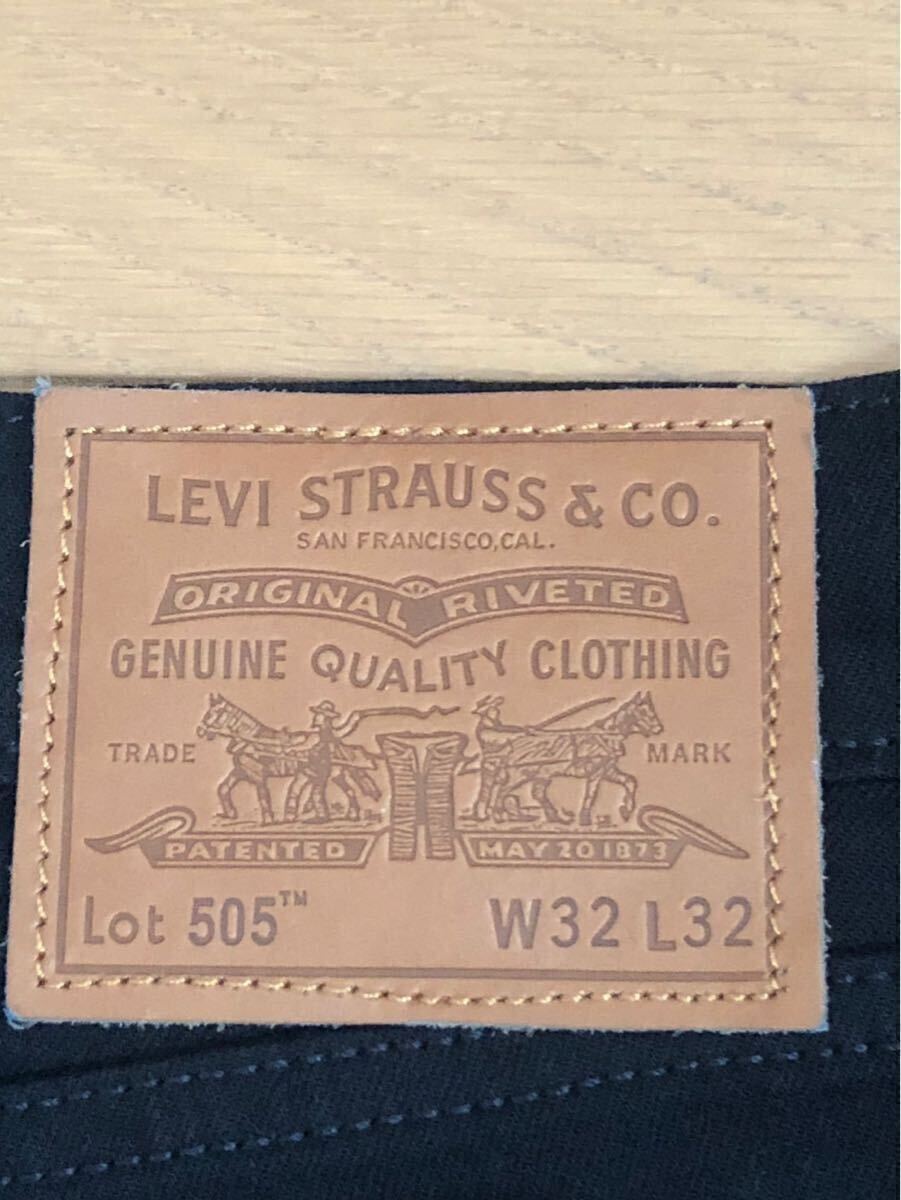 LEVI STRAUSS & CO.
SAN FRANCISCO, CAL.
ORIGINAL RIVETED
GENUINE QUALITY CLOTHING
TRADE MARK
PATENTED MAY 20 1873
Lot 505™ W32 L32